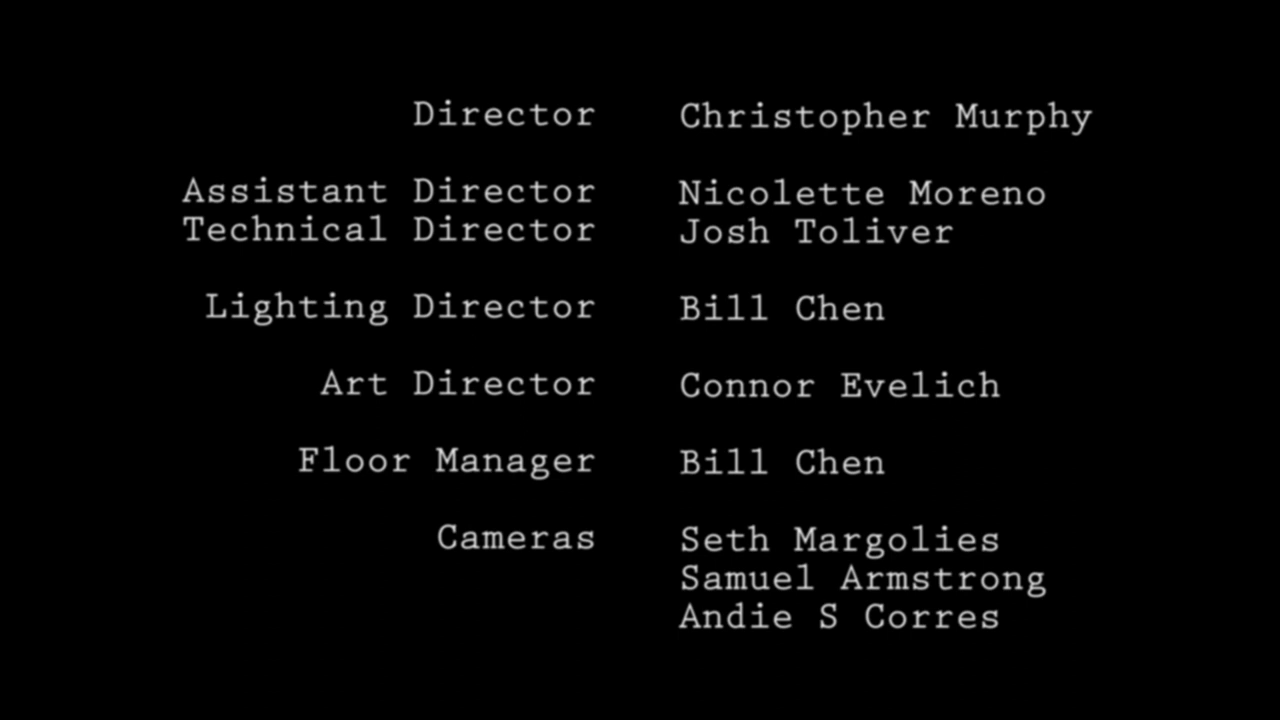 Director Christopher Murphy
Assistant Director Nicolette Moreno
Technical Director Josh Toliver
Lighting Director Bill Chen
Art Director Connor Evelich
Floor Manager Bill Chen
Cameras Seth Margolies
Samuel Armstrong
Andie S Corres